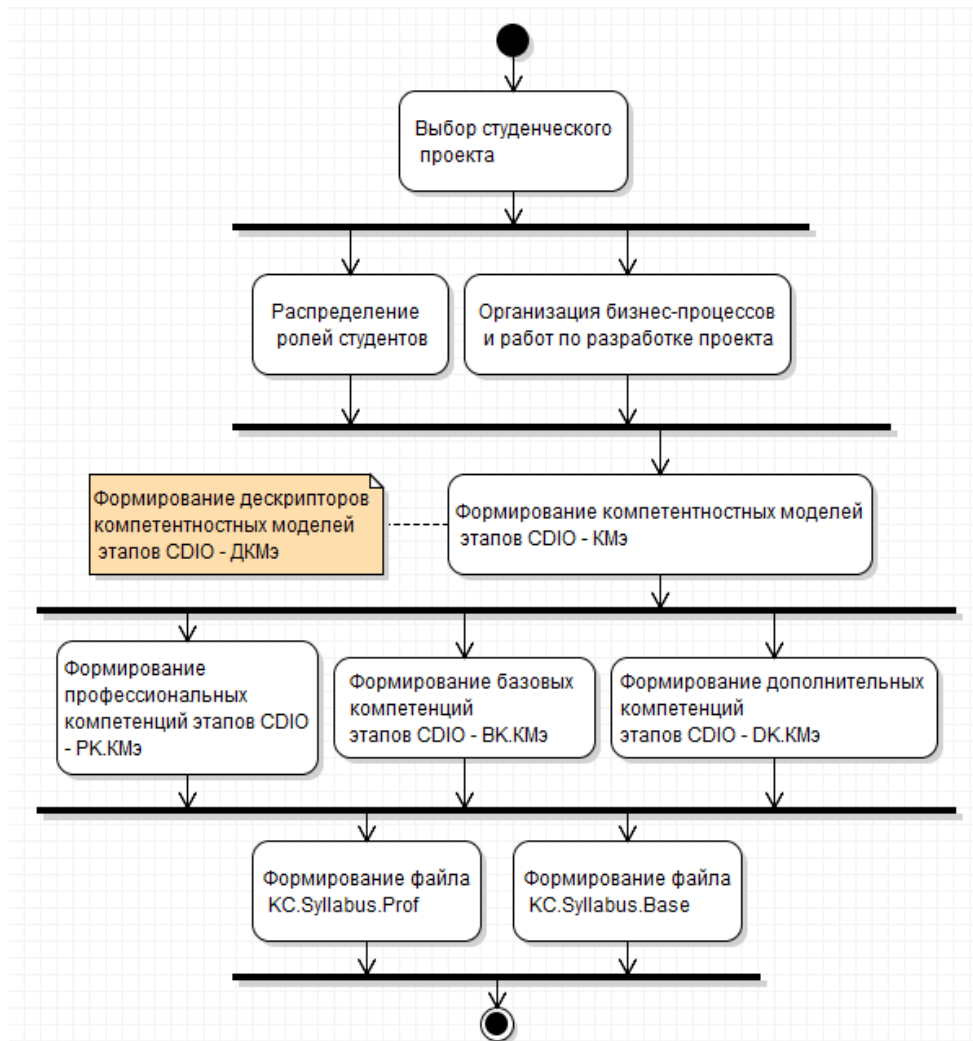 Выбор студенческого
проекта
Распределение
ролей студентов
Организация бизнес-процессов
и работ по разработке проекта
Формирование дескрипторов
компетентностных моделей
этапов CDIO - ДКМэ
Формирование компетентностных моделей
этапов CDIO - КМэ
Формирование
профессиональных
компетенций этапов CDIO
- PK.КМэ
Формирование базовых
компетенций
этапов CDIO - BK.КМэ
Формирование дополнительных
компетенций
этапов CDIO - DK.КМэ
Формирование файла
KC.Syllabus.Prof
Формирование файла
KC.Syllabus.Base